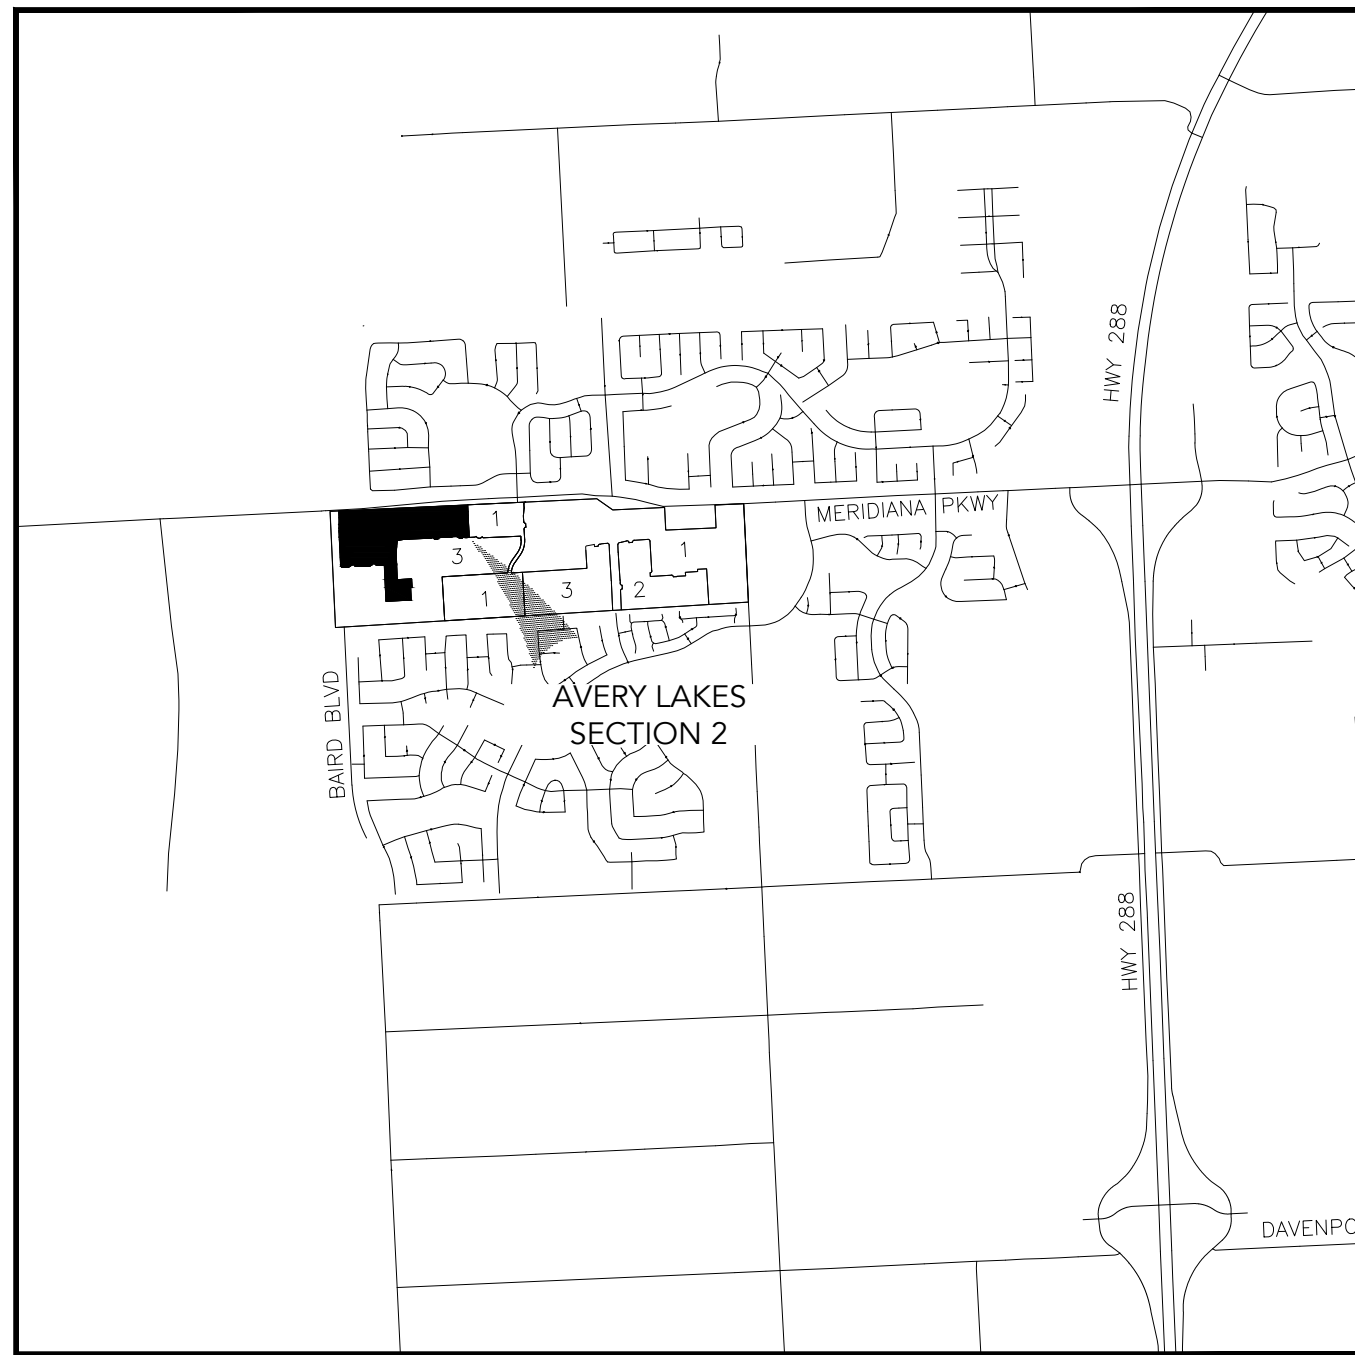 HWY 288
MERIDIANA PKWY
1
3
1
1
3
2
AVERY LAKES
SECTION 2
BAIRD BLVD
HWY 288
DAVENPO